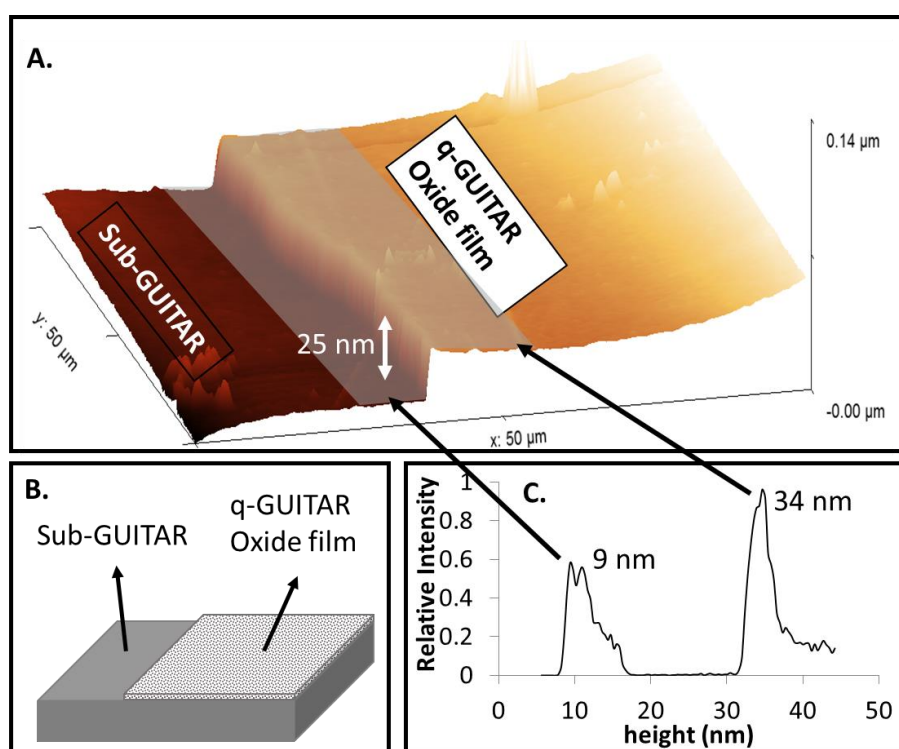 A.
q-GUITAR
Oxide film
Sub-GUITAR
25 nm
0.14 µm
-0.00 µm
y: 50 µm
x: 50 µm
B.
Sub-GUITAR
q-GUITAR
Oxide film
C.
Relative Intensity
1
0.8
0.6
0.4
0.2
0
34 nm
9 nm
0 10 20 30 40 50
height (nm)